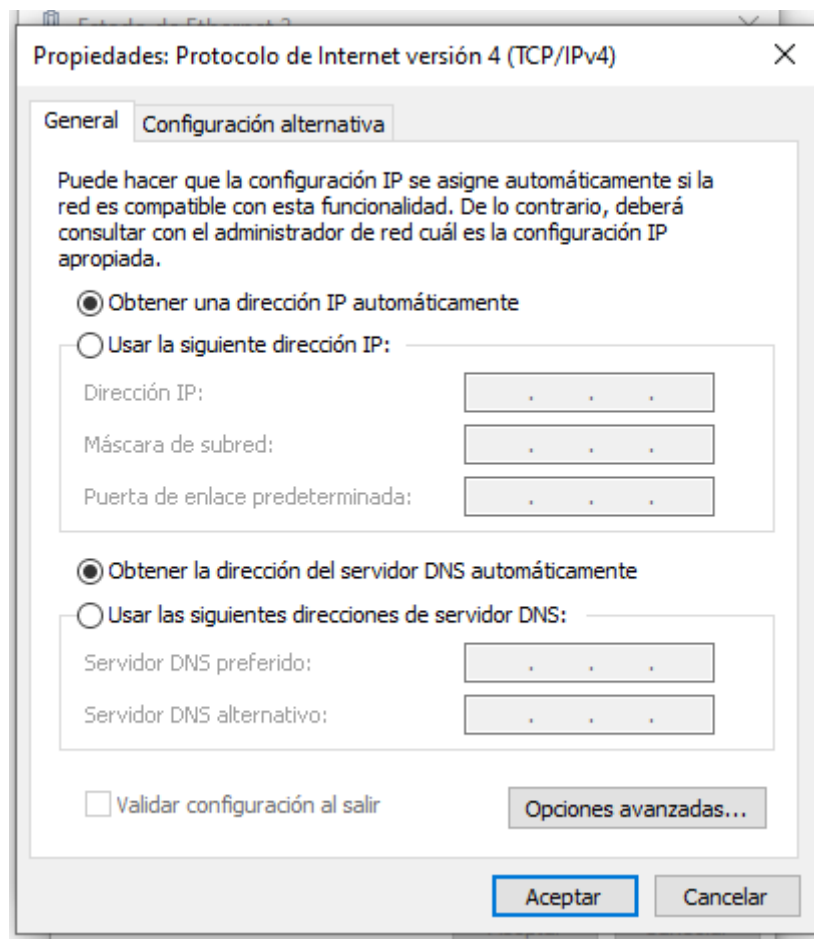 Propiedades: Protocolo de Internet versión 4 (TCP/IPv4)
General
Configuración alternativa
Puede hacer que la configuración IP se asigne automáticamente si la
red es compatible con esta funcionalidad. De lo contrario, deberá
consultar con el administrador de red cuál es la configuración IP
apropiada.
Obtener una dirección IP automáticamente
Usar la siguiente dirección IP:
Dirección IP:
Máscara de subred:
Puerta de enlace predeterminada:
Obtener la dirección del servidor DNS automáticamente
Usar las siguientes direcciones de servidor DNS:
Servidor DNS preferido:
Servidor DNS alternativo:
Validar configuración al salir
Opciones avanzadas...
Aceptar
Cancelar